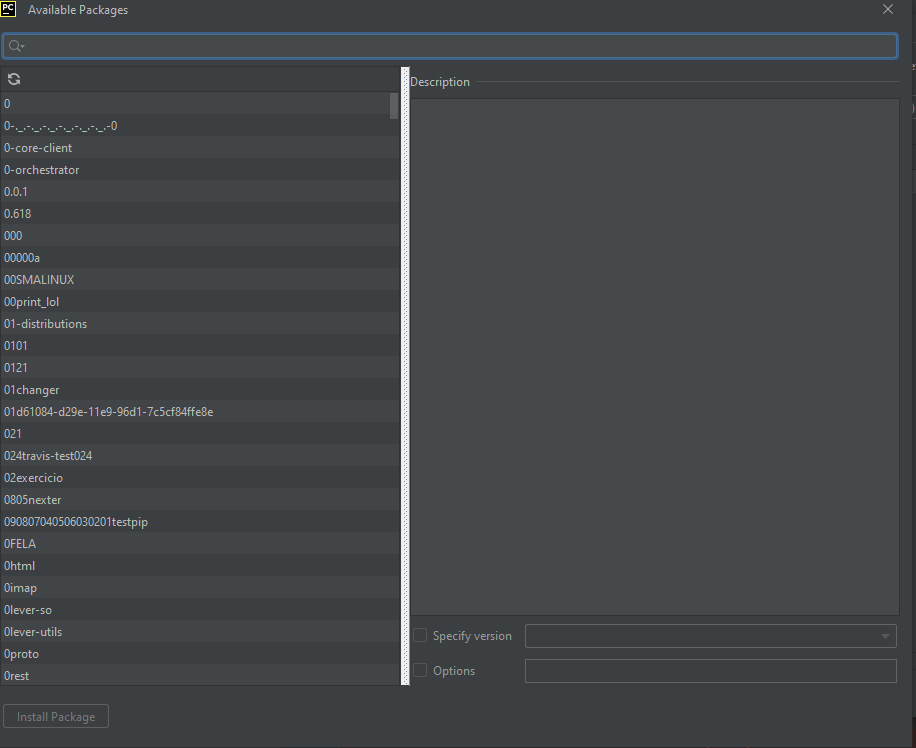 PC
Available Packages
Description
0
0-._.-._.-._.-._.-._.-._.-0
0-core-client
0-orchestrator
0.0.1
0.618
000
00000a
00SMALINUX
00print_lol
01-distributions
0101
0121
01changer
01d61084-d29e-11e9-96d1-7c5cf84ffe8e
021
024travis-test024
02exercicio
0805nexter
090807040506030201testpip
0FELA
0html
0imap
0lever-so
0lever-utils
0proto
0rest
Specify version
Options
Install Package